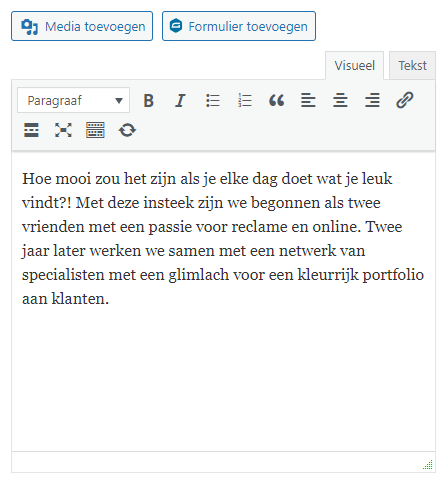 Media toevoegen Formulier toevoegen
Visueel Tekst
Paragraaf B I
Hoe mooi zou het zijn als je elke dag doet wat je leuk
vindt?! Met deze insteek zijn we begonnen als twee
vrienden met een passie voor reclame en online. Twee
jaar later werken we samen met een netwerk van
specialisten met een glimlach voor een kleurrijk portfolio
aan klanten.